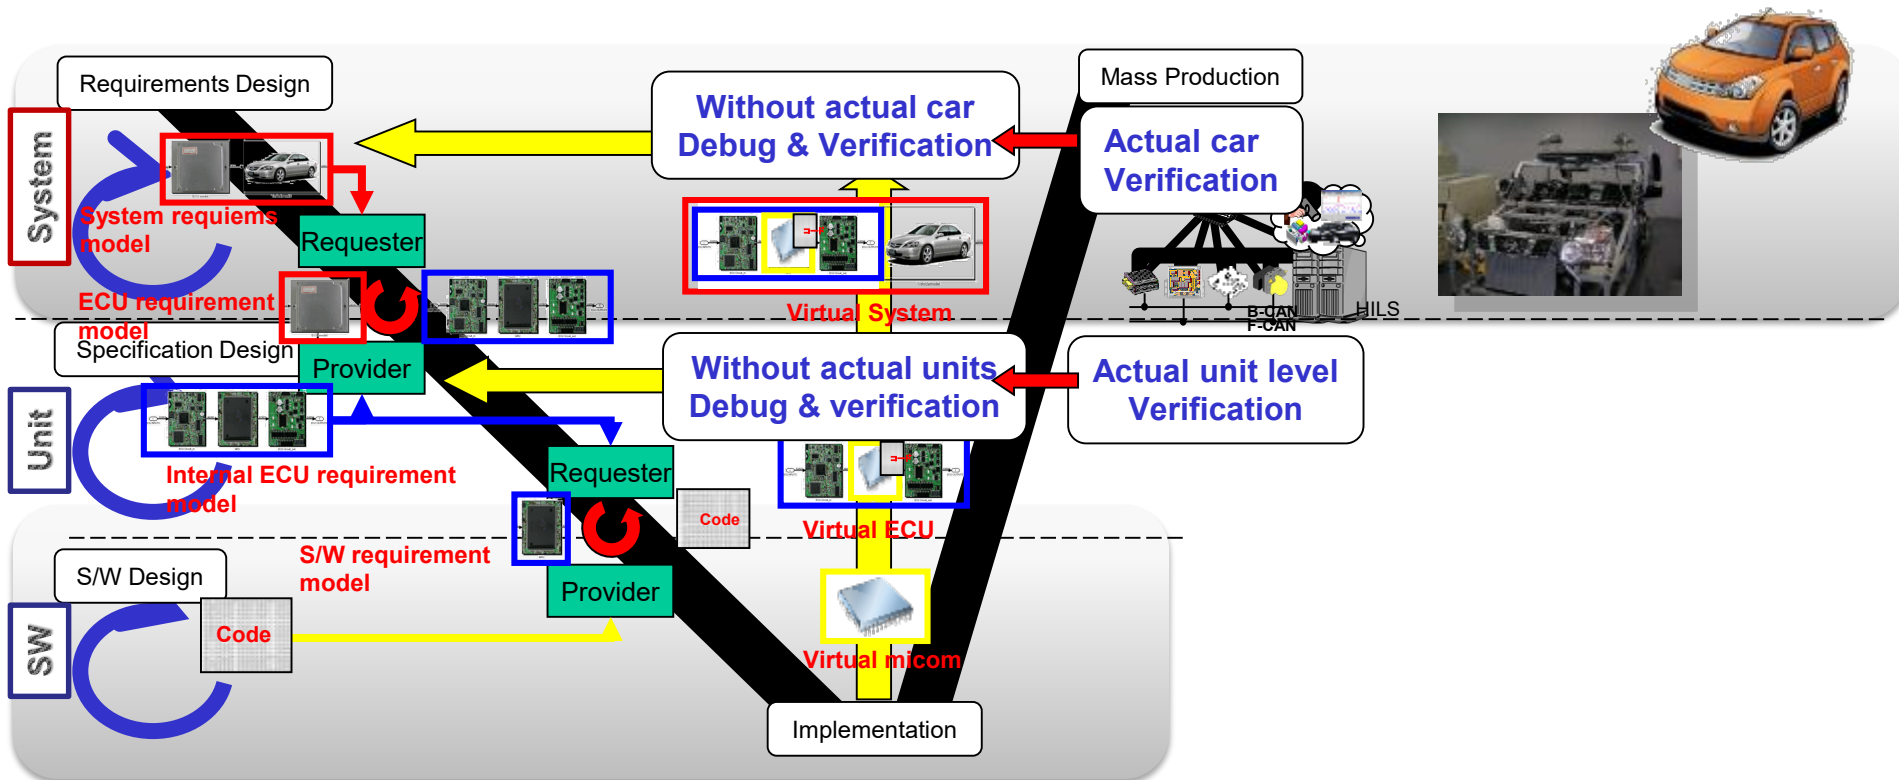 Requirements Design
Mass Production
Without actual car
Debug & Verification
Actual car
Verification
System
System requiems
model
Requester
ECU requirement
model
Virtual System
B-CAN
F-CAN
HILS
Specification Design
Provider
Without actual units
Debug & verification
Actual unit level
Verification
Unit
Internal ECU requirement
model
Requester
Code
Virtual ECU
S/W requirement
model
S/W Design
Provider
SW
Code
Virtual micom
Implementation